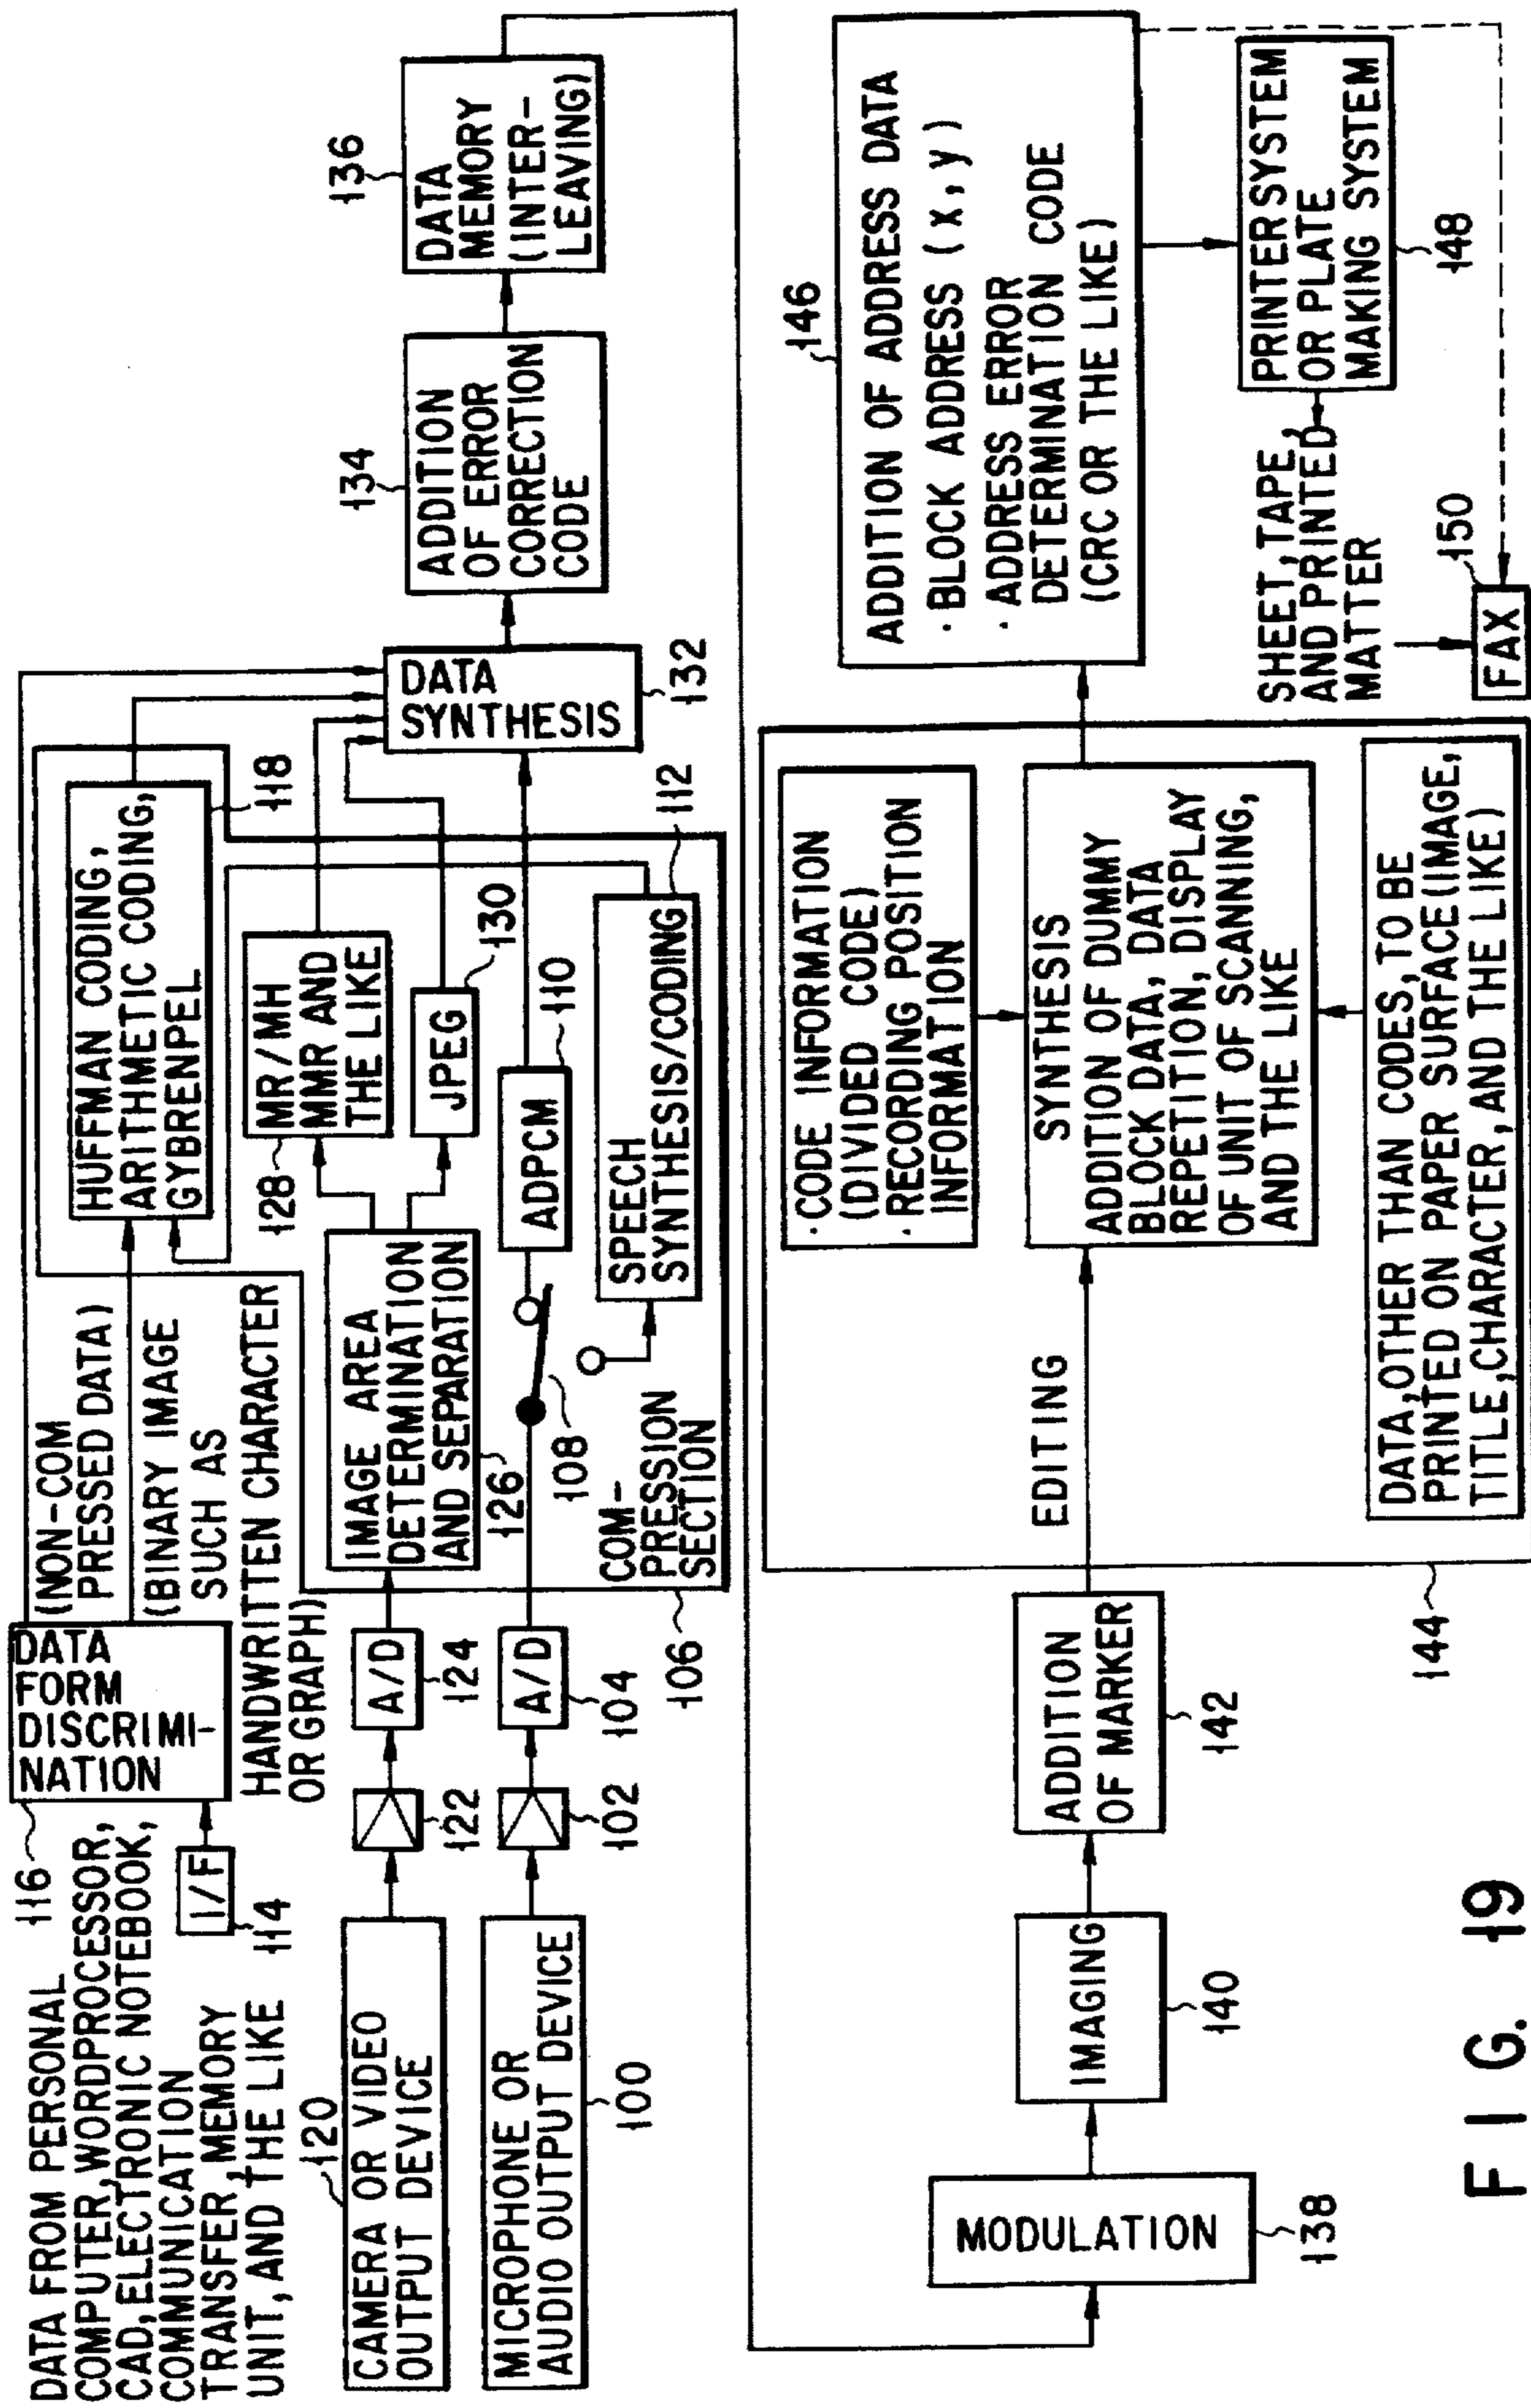 DATA FROM PERSONAL
COMPUTER, WORDPROCESSOR,
CAD, ELECTRONIC NOTEBOOK,
COMMUNICATION
TRANSFER, MEMORY
UNIT, AND THE LIKE
116
I/F
114
DATA
FORM
DISCRIMI-
NATION
(NON-COM
PRESSED DATA)
(BINARY IMAGE
SUCH AS
HANDWRITTEN CHARACTER
OR GRAPH)
HUFFMAN CODING,
ARITHMETIC CODING,
GYBRENPEL
118
120
CAMERA OR VIDEO
OUTPUT DEVICE
122
A/D
124
IMAGE AREA
DETERMINATION
AND SEPARATION
126
128
MR/MH
MMR AND
THE LIKE
JPEG
130
MICROPHONE OR
AUDIO OUTPUT DEVICE
100
102
A/D
104
106
COM-
PRESSION
SECTION
108
ADPCM
110
SPEECH
SYNTHESIS/CODING
112
DATA
SYNTHESIS
132
134
ADDITION
OF ERROR
CORRECTION
CODE
136
DATA
MEMORY
(INTER-
LEAVING)
MODULATION
138
IMAGING
140
ADDITION
OF MARKER
142
144
EDITING
· CODE INFORMATION
(DIVIDED CODE)
· RECORDING POSITION
INFORMATION
SYNTHESIS
ADDITION OF DUMMY
BLOCK DATA, DATA
REPETITION, DISPLAY
OF UNIT OF SCANNING,
AND THE LIKE
DATA, OTHER THAN CODES, TO BE
PRINTED ON PAPER SURFACE (IMAGE,
TITLE, CHARACTER, AND THE LIKE)
146
ADDITION OF ADDRESS DATA
· BLOCK ADDRESS (x, y)
· ADDRESS ERROR
DETERMINATION CODE
(CRC OR THE LIKE)
PRINTER SYSTEM
OR PLATE
MAKING SYSTEM
148
SHEET, TAPE,
AND PRINTED
MATTER
150
FAX
FIG. 19